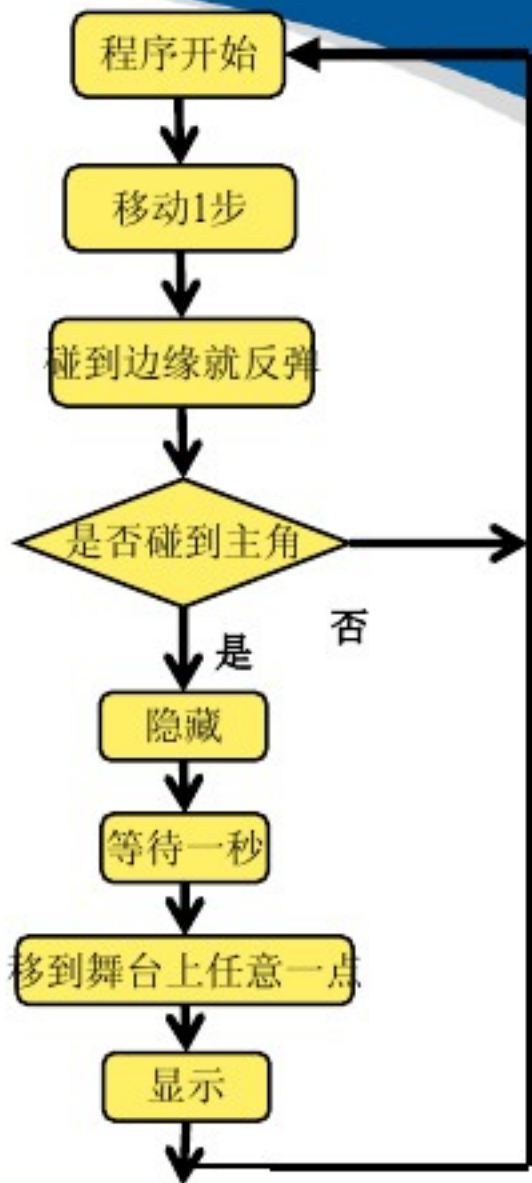 程序开始
移动1步
碰到边缘就反弹
是否碰到主角
否
是
隐藏
等待一秒
移到舞台上任意一点
显示